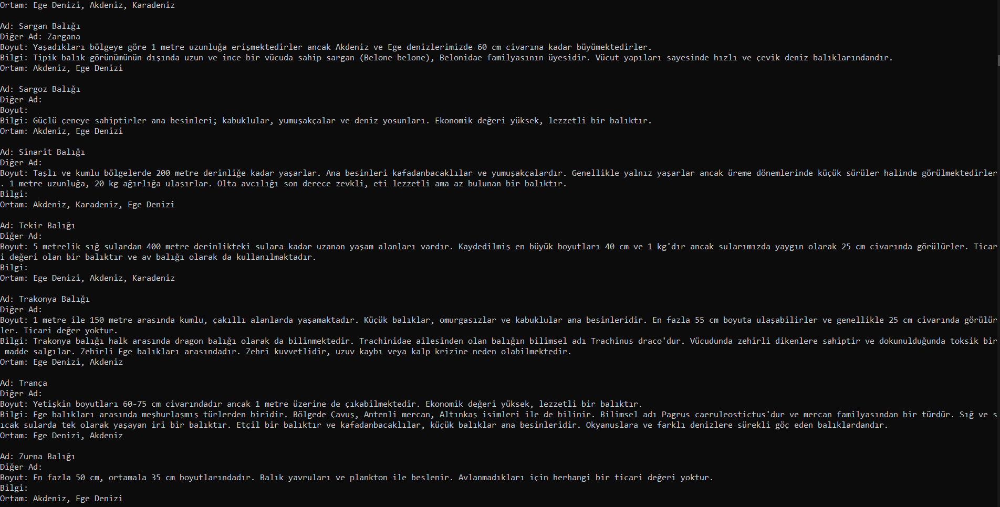 Ortam: Ege Denizi, Akdeniz, Karadeniz
Ad: Sargan Balığı
Diğer Ad: Zargana
Boyut: Yaşadıkları bölgeye göre 1 metre uzunluğa erişmektedirler ancak Akdeniz ve Ege denizlerimizde 60 cm civarına kadar büyümektedirler.
Bilgi: Tipik balık görünümünün dışında uzun ve ince bir vücuda sahip sargan (Belone belone), Belonidae familyasının üyesidir. Vücut yapıları sayesinde hızlı ve çevik deniz balıklarındandır.
Ortam: Akdeniz, Ege Denizi
Ad: Sargoz Balığı
Diğer Ad:
Boyut:
Bilgi: Güçlü çeneye sahiptirler ana besinleri; kabuklular, yumuşakçalar ve deniz yosunları. Ekonomik değeri yüksek, lezzetli bir balıktır.
Ortam: Akdeniz, Ege Denizi
Ad: Sinarit Balığı
Diğer Ad:
Boyut: Taşlı ve kumlu bölgelerde 200 metre derinliğe kadar yaşarlar. Ana besinleri kafadanbacaklılar ve yumuşakçalardır. Genellikle yalnız yaşarlar ancak üreme dönemlerinde küçük sürüler halinde görülmektedirler
. 1 metre uzunluğa, 20 kg ağırlığa ulaşırlar. Olta avcılığı son derece zevkli, eti lezzetli ama az bulunan bir balıktır.
Bilgi:
Ortam: Akdeniz, Karadeniz, Ege Denizi
Ad: Tekir Balığı
Diğer Ad:
Boyut: 5 metrelik sığ sulardan 400 metre derinlikteki sulara kadar uzanan yaşam alanları vardır. Kaydedilmiş en büyük boyutları 40 cm ve 1 kg'dır ancak sularımızda yaygın olarak 25 cm civarında görülürler. Ticar
i değeri olan bir balıktır ve av balığı olarak da kullanılmaktadır.
Bilgi:
Ortam: Ege Denizi, Akdeniz, Karadeniz
Ad: Trakonya Balığı
Diğer Ad:
Boyut: 1 metre ile 150 metre arasında kumlu, çakıllı alanlarda yaşamaktadır. Küçük balıklar, omurgasızlar ve kabuklular ana besinleridir. En fazla 55 cm boyuta ulaşabilirler ve genellikle 25 cm civarında görülür
ler. Ticari değer yoktur.
Bilgi: Trakonya balığı halk arasında dragon balığı olarak da bilinmektedir. Trachinidae ailesinden olan balığın bilimsel adı Trachinus draco'dur. Vücudunda zehirli dikenlere sahiptir ve dokunulduğunda toksik bir
madde salgılar. Zehirli Ege balıkları arasındadır. Zehri kuvvetlidir, uzuv kaybı veya kalp krizine neden olabilmektedir.
Ortam: Ege Denizi, Akdeniz
Ad: Trança
Diğer Ad:
Boyut: Yetişkin boyutları 60-75 cm civarındadır ancak 1 metre üzerine de çıkabilmektedir. Ekonomik değeri yüksek, lezzetli bir balıktır.
Bilgi: Ege balıkları arasında meşhurlaşmış türlerden biridir. Bölgede Çavuş, Antenli mercan, Altınkaş isimleri ile de bilinir. Bilimsel adı Pagrus caeruleostictus'dur ve mercan familyasından bir türdür. Sığ ve s
ıcak sularda tek olarak yaşayan iri bir balıktır. Etçil bir balıktır ve kafadanbacaklılar, küçük balıklar ana besinleridir. Okyanuslara ve farklı denizlere sürekli göç eden balıklardandır.
Ortam: Ege Denizi, Akdeniz
Ad: Zurna Balığı
Diğer Ad:
Boyut: En fazla 50 cm, ortamala 35 cm boyutlarındadır. Balık yavruları ve plankton ile beslenir. Avlanmadıkları için herhangi bir ticari değeri yoktur.
Bilgi:
Ortam: Akdeniz, Ege Denizi